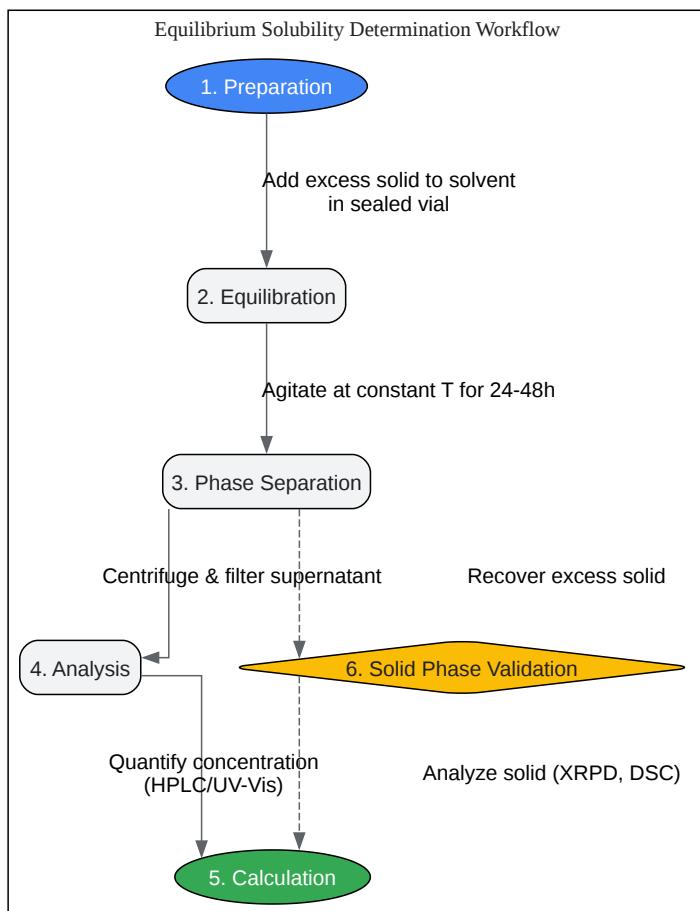 Equilibrium Solubility Determination Workflow
1. Preparation
Add excess solid to solvent
in sealed vial
2. Equilibration
Agitate at constant T for 24-48h
3. Phase Separation
Centrifuge & filter supernatant
Recover excess solid
4. Analysis
6. Solid Phase Validation
Quantify concentration
(HPLC/UV-Vis)
Analyze solid (XRPD, DSC)
5. Calculation